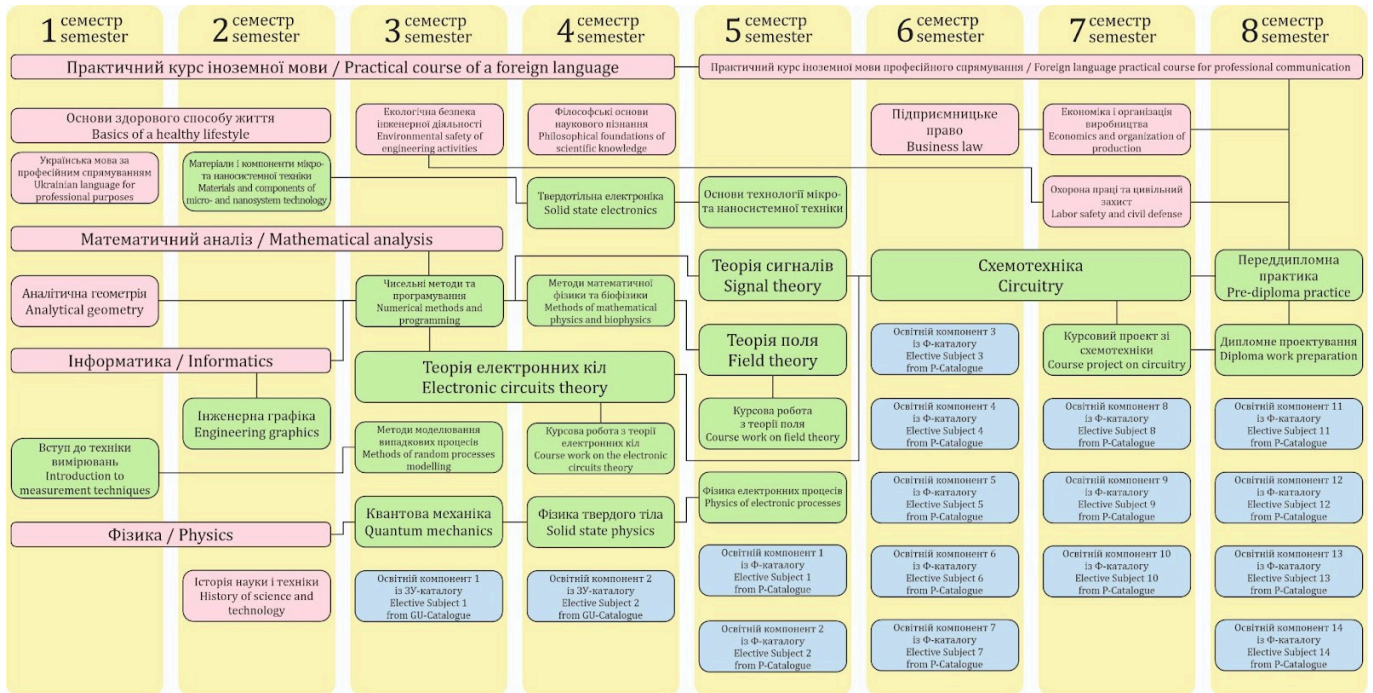 1 семестр
semester
2 семестр
semester
3 семестр
semester
4 семестр
semester
5 семестр
semester
6 семестр
semester
7 семестр
semester
8 семестр
semester
Практичний курс іноземної мови / Practical course of a foreign language
Практичний курс іноземної мови професійного спрямування / Foreign language practical course for professional communication
Основи здорового способу життя
Basics of a healthy lifestyle
Екологічна безпека
інженерної діяльності
Environmental safety of
engineering activities
Філософські основи
наукового пізнання
Philosophical foundations of
scientific knowledge
Підприємницьке
право
Business law
Економіка і організація
виробництва
Economics and organization of
production
Українська мова за
професійним спрямуванням
Ukrainian language for
professional purposes
Матеріали і компоненти мікро-
та наносистемної техніки
Materials and components of
micro- and nanosystem technology
Твердотільна електроніка
Solid state electronics
Основи технології мікро-
та наносистемної техніки
Охорона праці та цивільний
захист
Labor safety and civil defense
Математичний аналіз / Mathematical analysis
Аналітична геометрія
Analytical geometry
Чисельні методи та
програмування
Numerical methods and
programming
Методи математичної
фізики та біофізики
Methods of mathematical
physics and biophysics
Теорія сигналів
Signal theory
Схемотехніка
Circuitry
Переддипломна
практика
Pre-diploma practice
Інформатика / Informatics
Теорія електронних кіл
Electronic circuits theory
Теорія поля
Field theory
Освітній компонент 3
із Ф-каталогу
Elective Subject 3
from P-Catalogue
Курсовий проект зі
схемотехніки
Course project on circuitry
Дипломне проектування
Diploma work preparation
Інженерна графіка
Engineering graphics
Вступ до техніки
вимірювань
Introduction to
measurement techniques
Методи моделювання
випадкових процесів
Methods of random processes
modelling
Курсова робота з теорії
електронних кіл
Course work on the electronic
circuits theory
Курсова робота
з теорії поля
Course work on field theory
Освітній компонент 4
із Ф-каталогу
Elective Subject 4
from P-Catalogue
Освітній компонент 8
із Ф-каталогу
Elective Subject 8
from P-Catalogue
Освітній компонент 11
із Ф-каталогу
Elective Subject 11
from P-Catalogue
Фізика / Physics
Квантова механіка
Quantum mechanics
Фізика твердого тіла
Solid state physics
Фізика електронних процесів
Physics of electronic processes
Освітній компонент 5
із Ф-каталогу
Elective Subject 5
from P-Catalogue
Освітній компонент 9
із Ф-каталогу
Elective Subject 9
from P-Catalogue
Освітній компонент 12
із Ф-каталогу
Elective Subject 12
from P-Catalogue
Історія науки і техніки
History of science and
technology
Освітній компонент 1
із ЗУ-каталогу
Elective Subject 1
from GU-Catalogue
Освітній компонент 2
із ЗУ-каталогу
Elective Subject 2
from GU-Catalogue
Освітній компонент 1
із Ф-каталогу
Elective Subject 1
from P-Catalogue
Освітній компонент 6
із Ф-каталогу
Elective Subject 6
from P-Catalogue
Освітній компонент 10
із Ф-каталогу
Elective Subject 10
from P-Catalogue
Освітній компонент 13
із Ф-каталогу
Elective Subject 13
from P-Catalogue
Освітній компонент 2
із Ф-каталогу
Elective Subject 2
from P-Catalogue
Освітній компонент 7
із Ф-каталогу
Elective Subject 7
from P-Catalogue
Освітній компонент 14
із Ф-каталогу
Elective Subject 14
from P-Catalogue